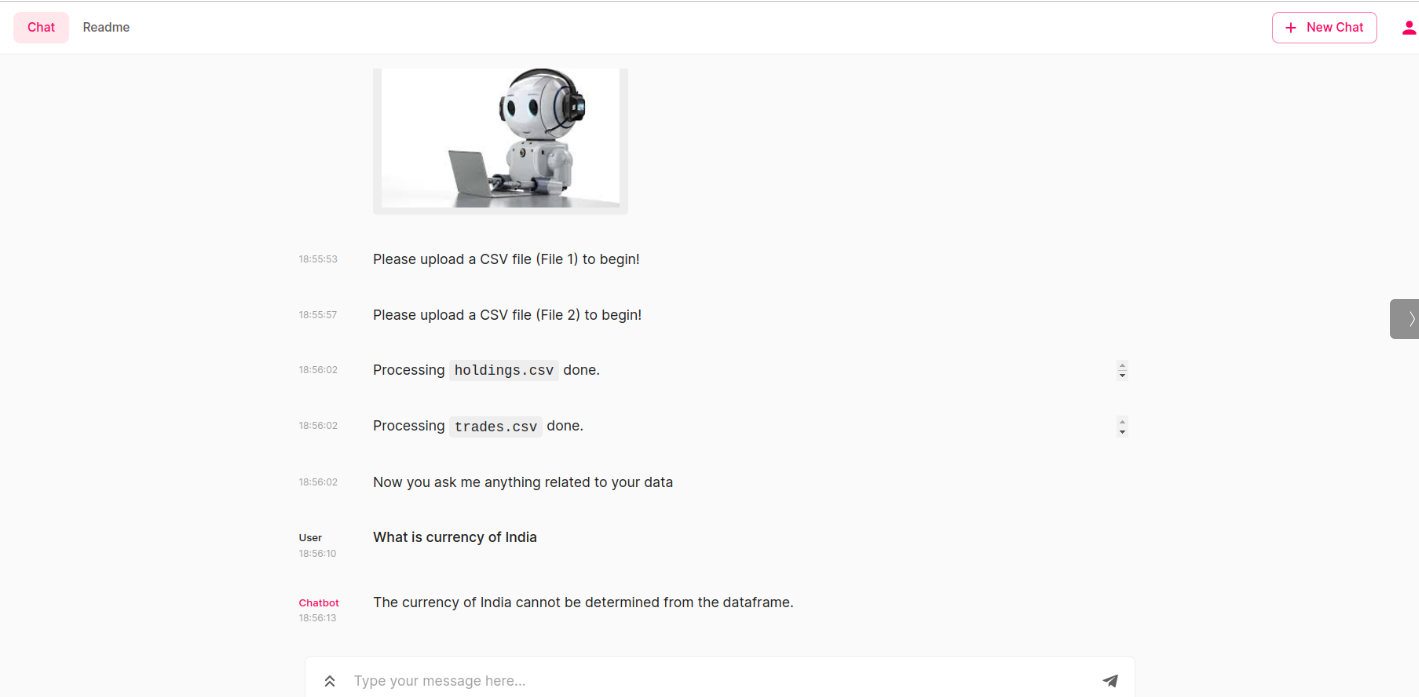 Chat Readme + New Chat
18:55:53 Please upload a CSV file (File 1) to begin!
18:55:57 Please upload a CSV file (File 2) to begin!
18:56:02 Processing holdings.csv done.
18:56:02 Processing trades.csv done.
18:56:02 Now you ask me anything related to your data
User What is currency of India
18:56:10
Chatbot The currency of India cannot be determined from the dataframe.
18:56:13
Type your message here...